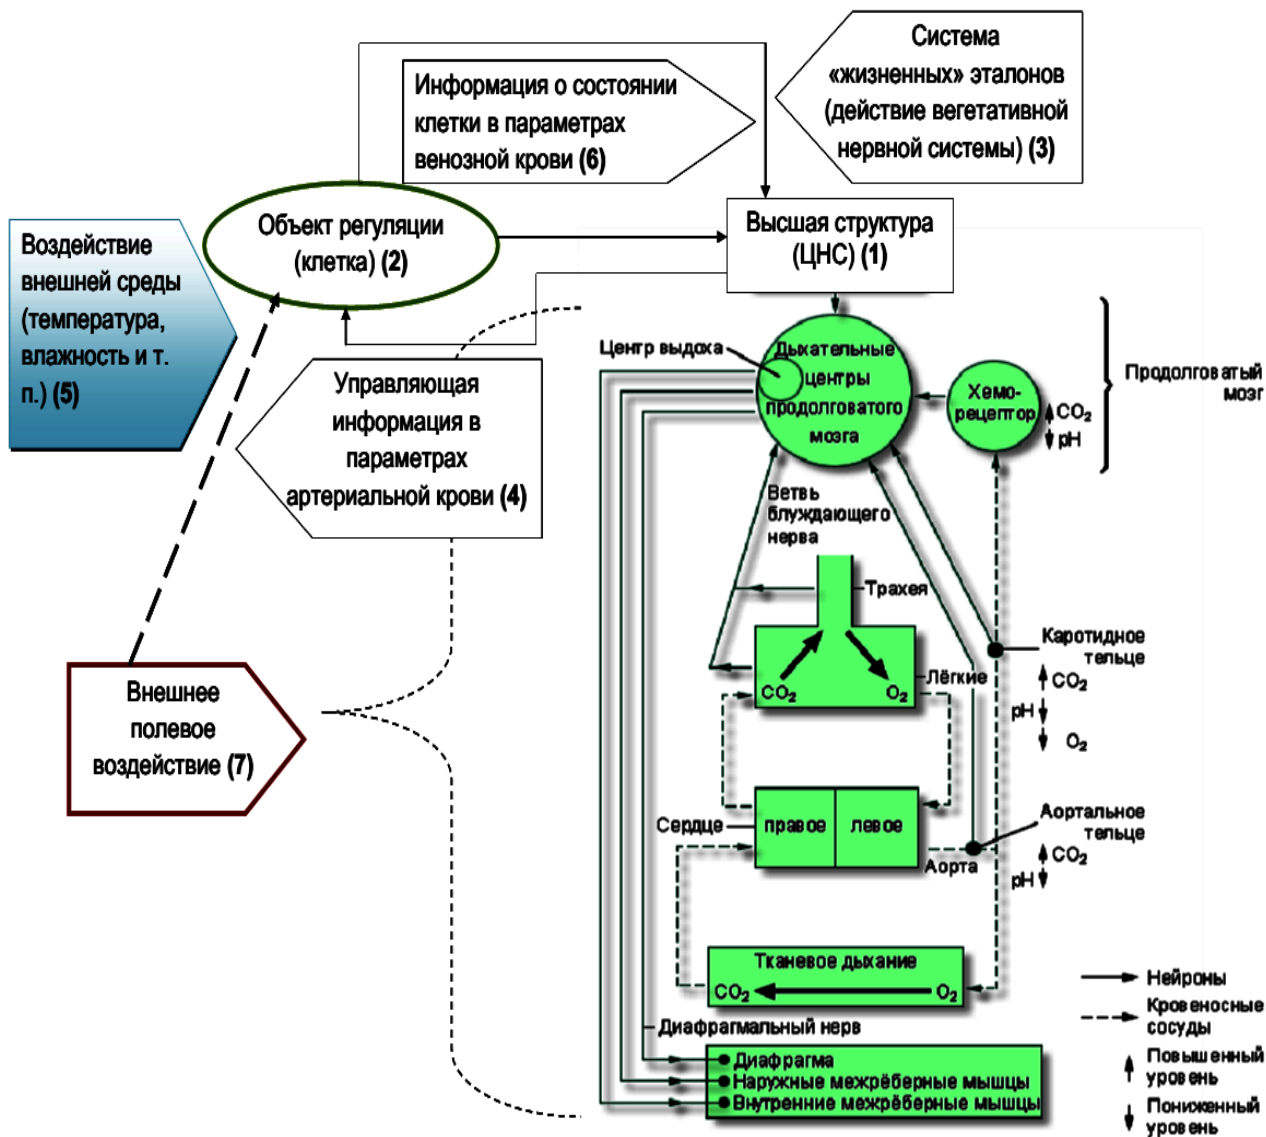 Система
«жизненных» эталонов
(действие вегетативной
нервной системы) (3)
Информация о состоянии
клетки в параметрах
венозной крови (6)
Объект регуляции
(клетка) (2)
Высшая структура
(ЦНС) (1)
Воздействие
внешней среды
(температура,
влажность и т.
п.) (5)
Управляющая
информация в
параметрах
артериальной крови (4)
Внешнее
полевое
воздействие (7)
Центр выдоха
Дыхательные
центры
продолговатого
мозга
Хемо-
рецептор
CO₂
pH
Продолговатый
мозг
Ветвь
блуждающего
нерва
Трахея
Лёгкие
CO₂
O₂
Каротидное
тельце
CO₂
pH
O₂
Сердце
правое
левое
Аорта
Аортальное
тельце
CO₂
pH
Тканевое дыхание
CO₂
O₂
Диафрагмальный нерв
Диафрагма
Наружные межрёберные мышцы
Внутренние межрёберные мышцы
Нейроны
Кровеносные
сосуды
Повышенный
уровень
Пониженный
уровень